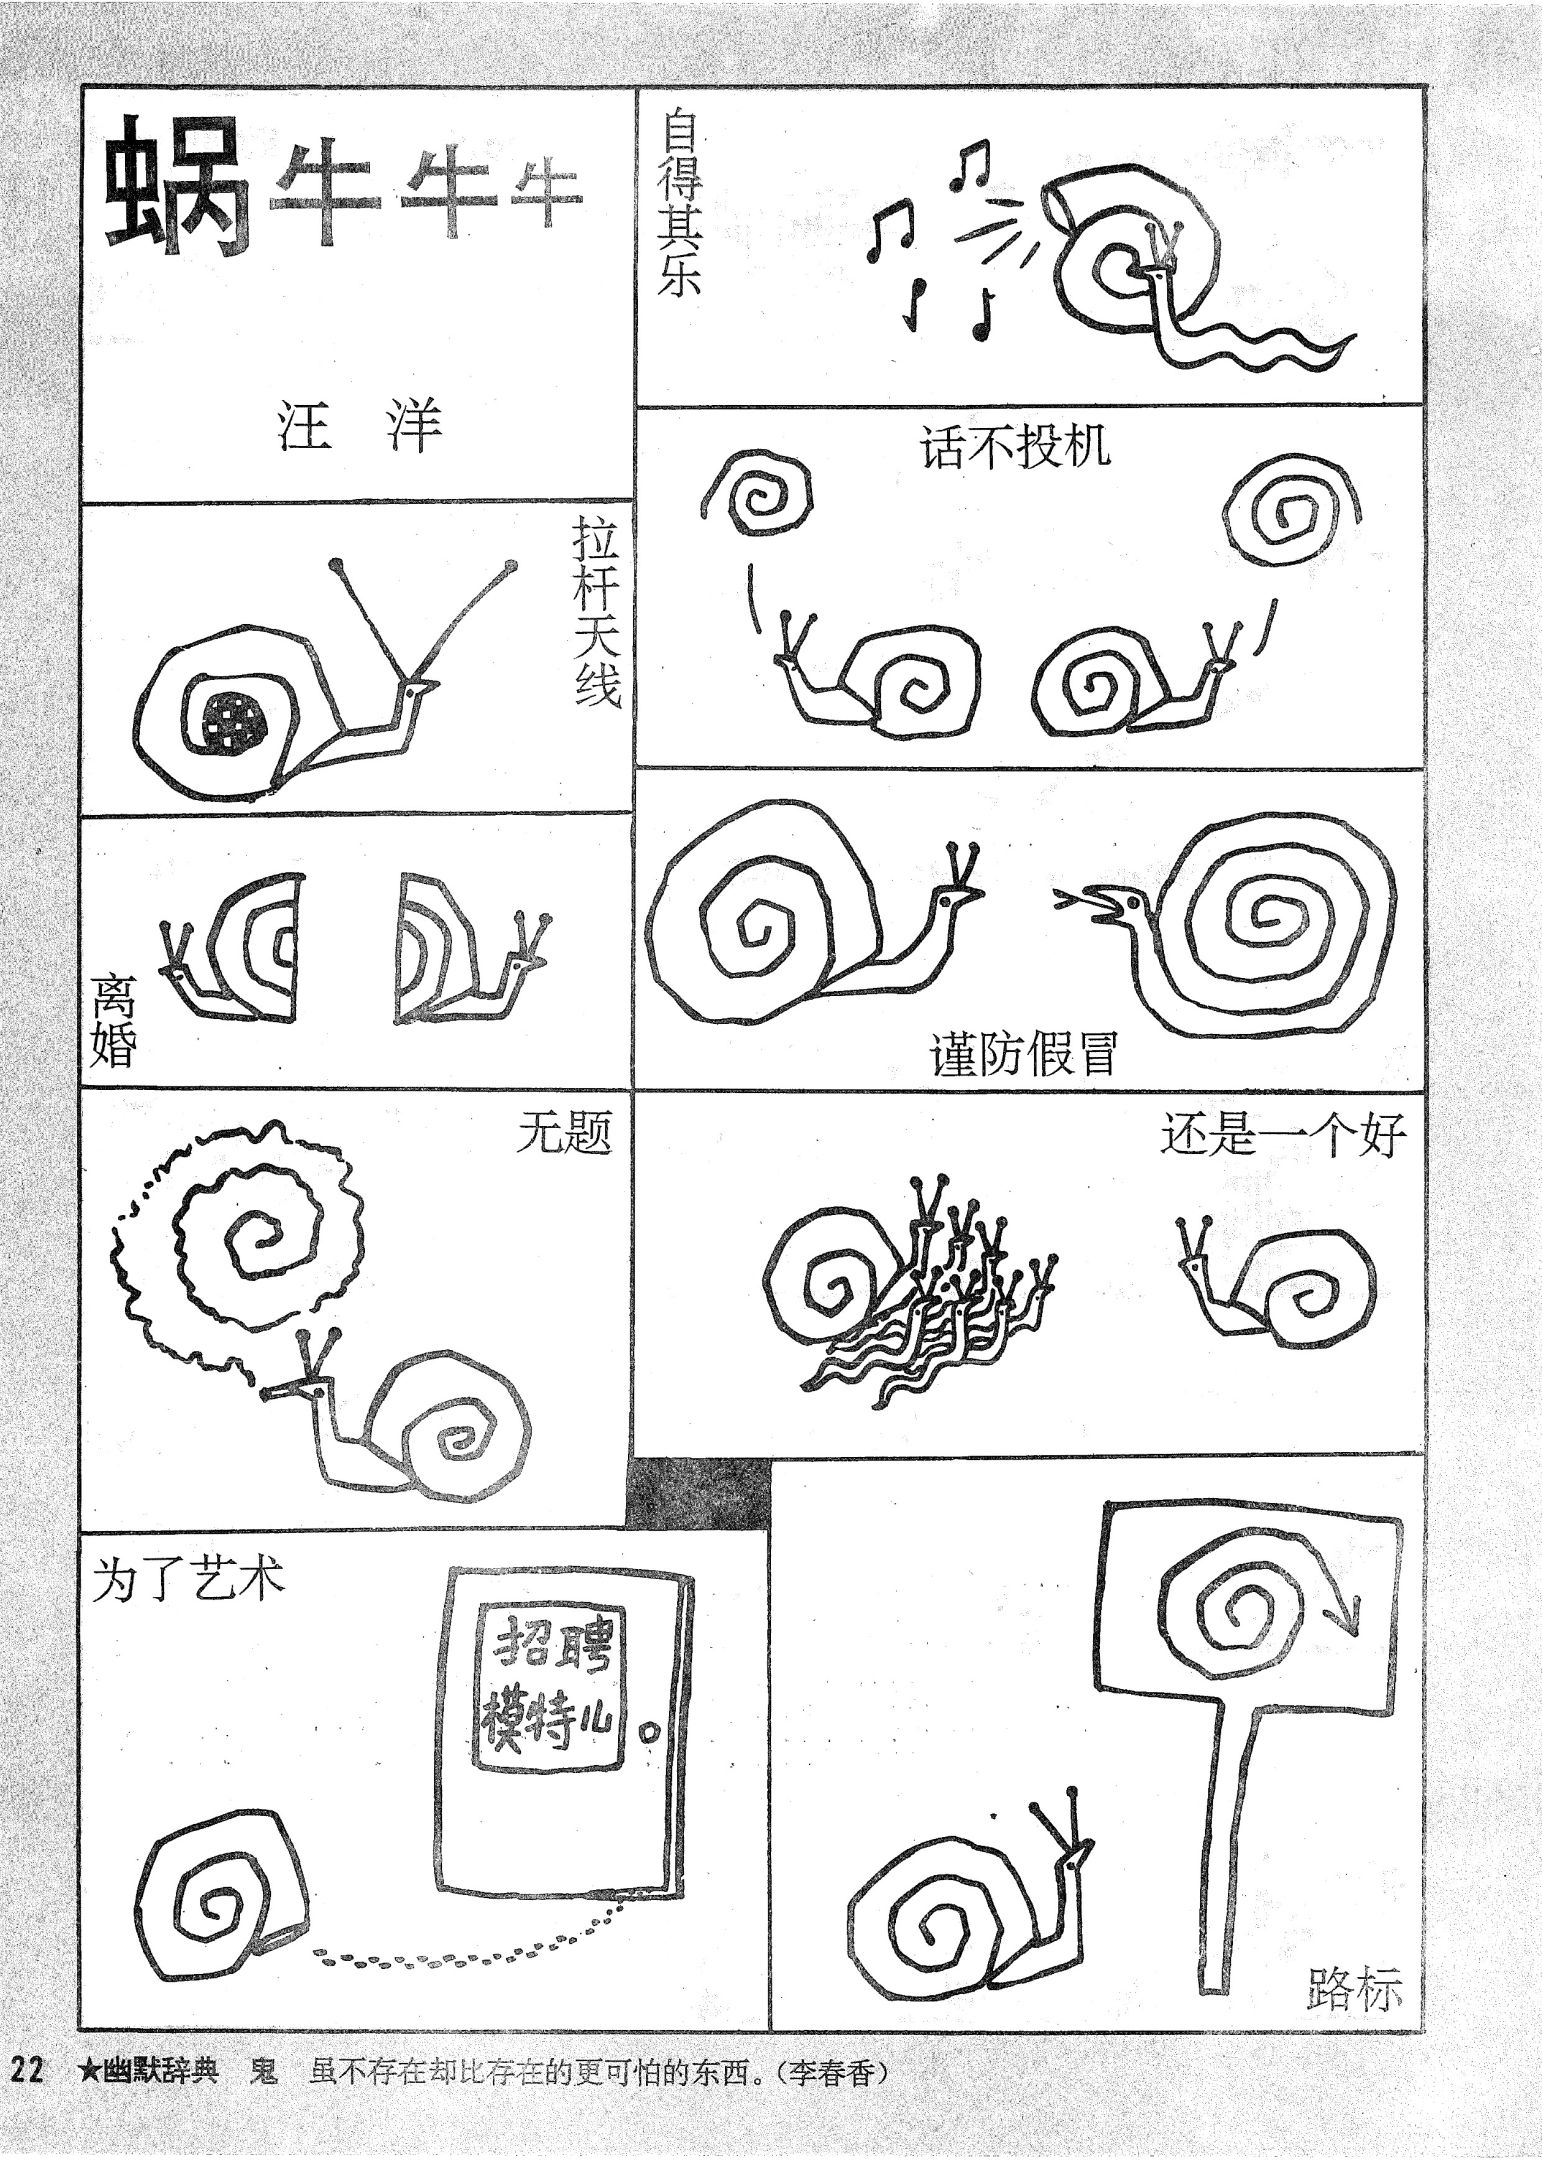 蜗牛牛牛
汪 洋
自得其乐
拉杆天线
话不投机
离婚
谨防假冒
无题
还是一个好
为了艺术
招聘
模特儿
路标
22 ★幽默辞典 鬼 虽不存在却比存在的更可怕的东西。（李春香）